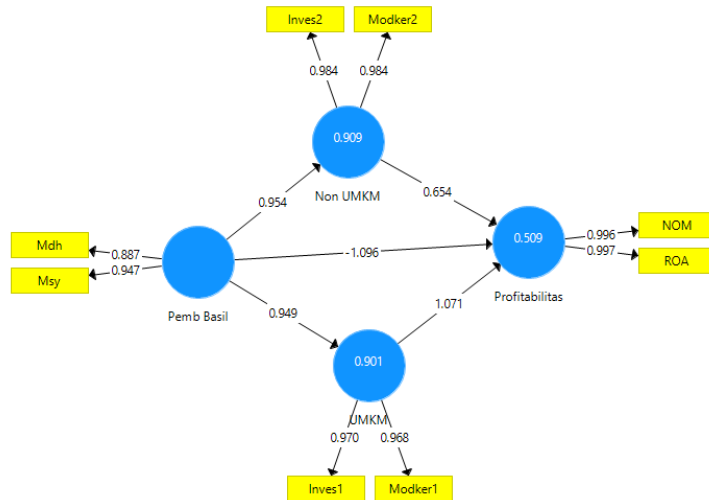 Inves2
Modker2
0.984
0.984
0.909
Non UMKM
0.954
0.654
Mdh
0.887
Msy
0.947
Pemb Basil
-1.096
0.509
Profitabilitas
0.996
NOM
0.997
ROA
0.949
1.071
0.901
UMKM
0.970
0.968
Inves1
Modker1